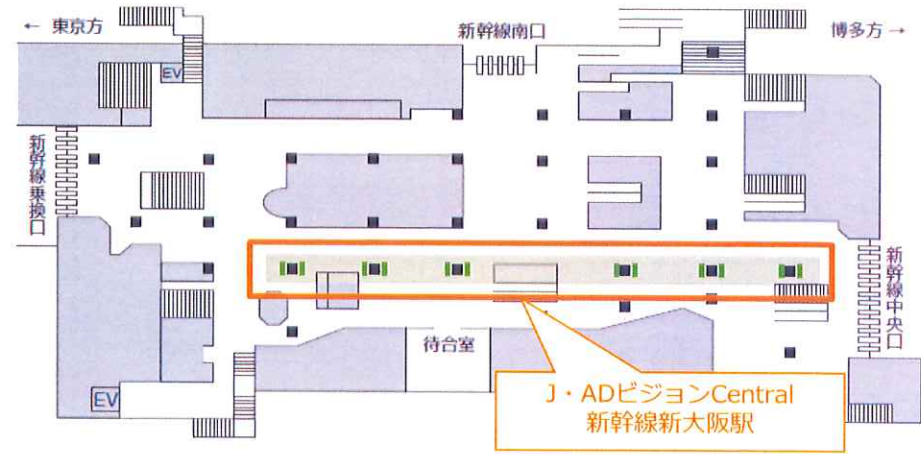 ← 東京方
新幹線南口
博多方 →
EV
新幹線乗換口
新幹線中央口
待合室
EV
J・ADビジョンCentral
新幹線新大阪駅